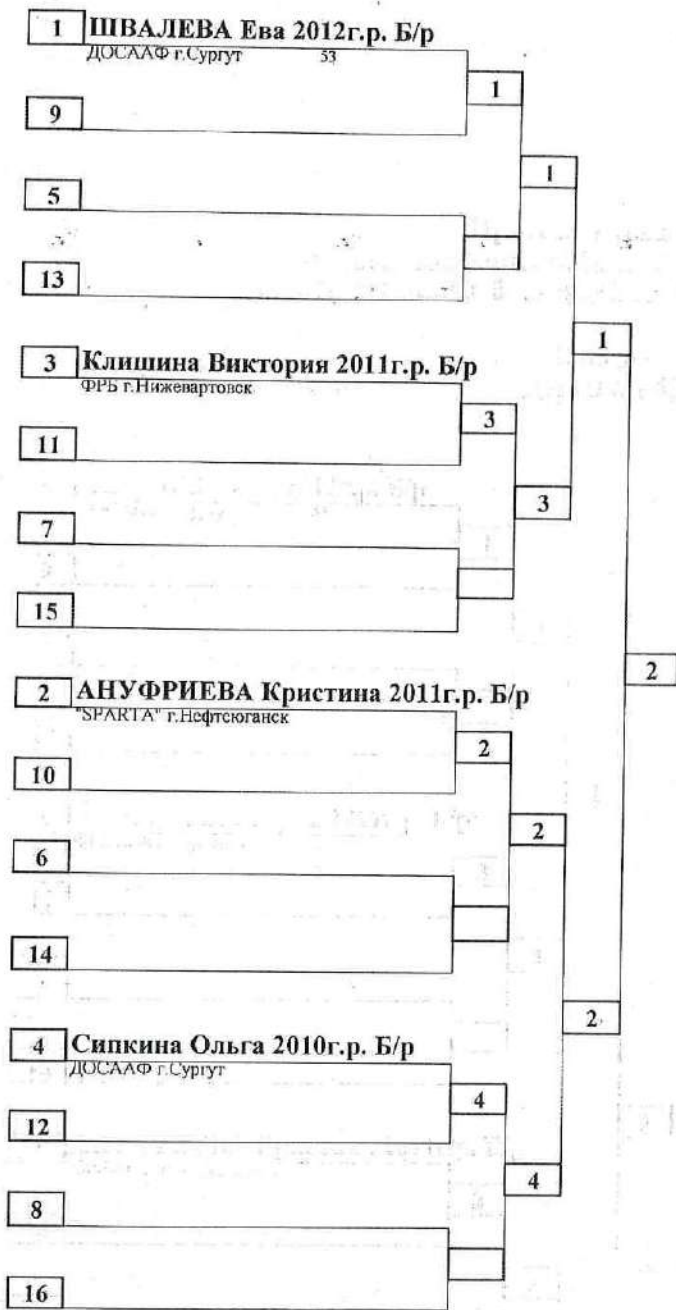 1 ШВАЛЕВА Ева 2012г.р. Б/р
ДОСААФ г.Сургут 53
1
9
1
5
13
1
3 Клишина Виктория 2011г.р. Б/р
ФРБ г.Нижевартовск
3
11
3
7
15
2
2 АНУФРИЕВА Кристина 2011г.р. Б/р
"SPARTA" г.Нефтеюганск
2
10
2
6
14
2
4 Сипкина Ольга 2010г.р. Б/р
ДОСААФ г.Сургут
4
12
4
8
16